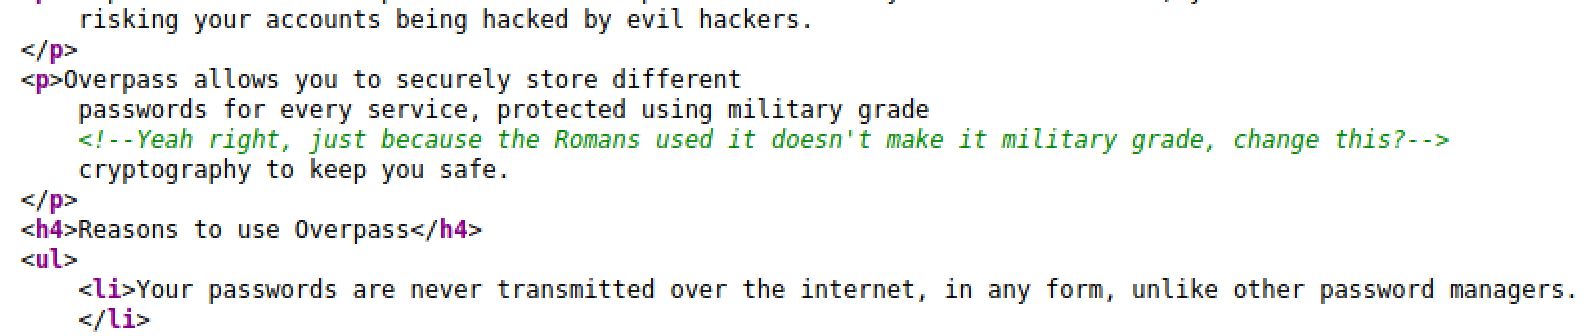 risking your accounts being hacked by evil hackers.
</p>
<p>Overpass allows you to securely store different
passwords for every service, protected using military grade
<!--Yeah right, just because the Romans used it doesn't make it military grade, change this?-->
cryptography to keep you safe.
</p>
<h4>Reasons to use Overpass</h4>
<ul>
<li>Your passwords are never transmitted over the internet, in any form, unlike other password managers.
</li>